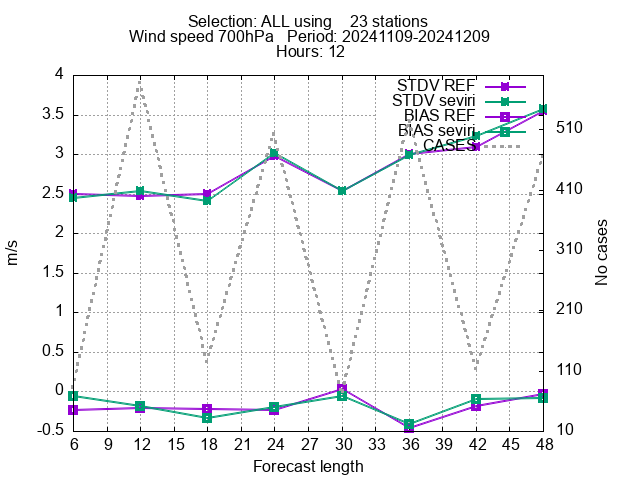 Selection: ALL using    23 stations
Wind speed 700hPa   Period: 20241109-20241209
Hours: 12
STDV REF
STDV seviri
BIAS REF
BIAS seviri
CASES
4
3.5
3
2.5
2
1.5
1
0.5
0
-0.5
m/s
510
410
310
210
110
10
No cases
6 9 12 15 18 21 24 27 30 33 36 39 42 45 48
Forecast length